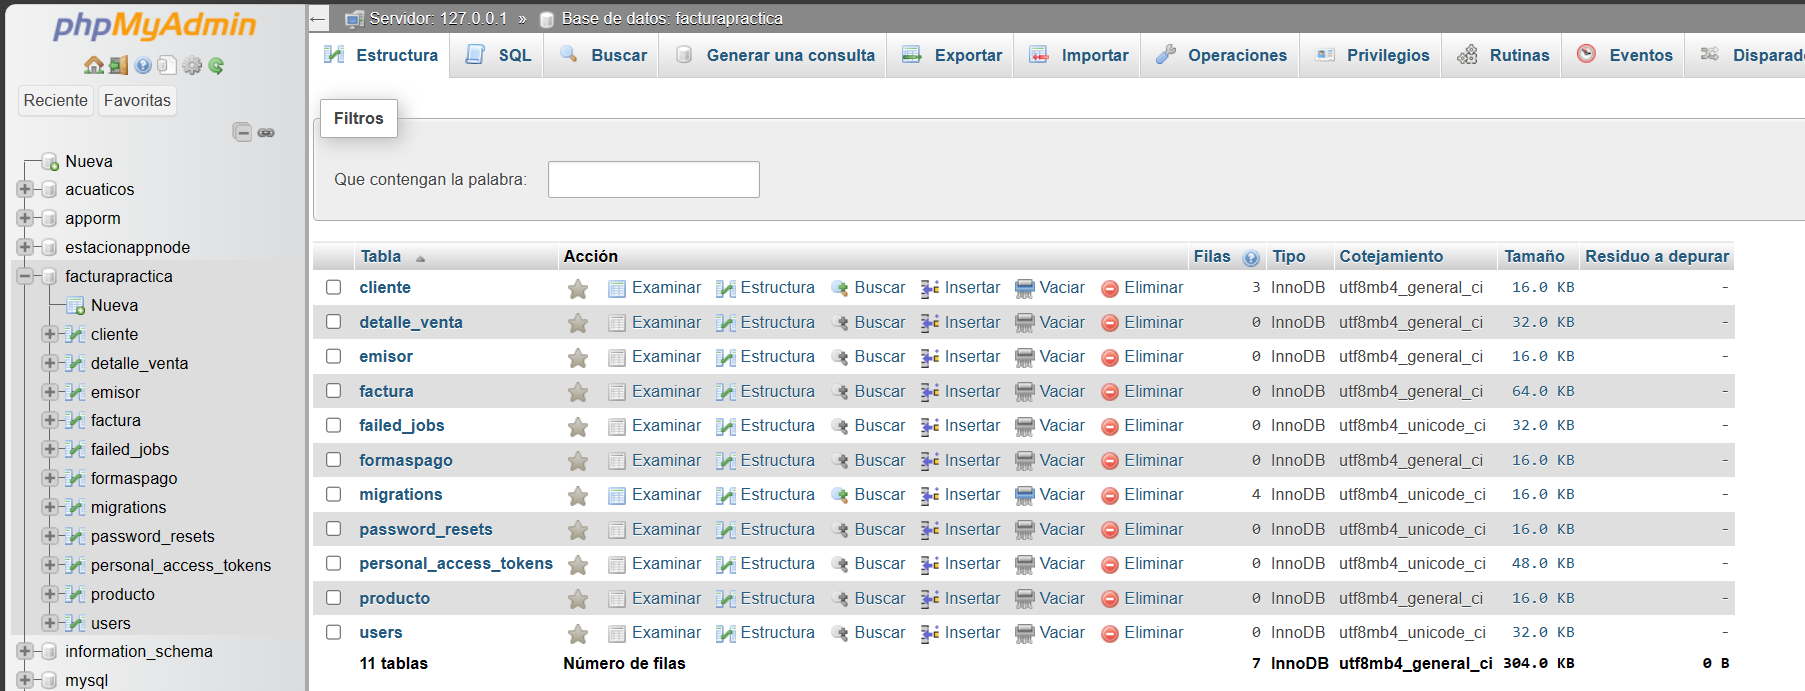 phpMyAdmin
Reciente Favoritas
Nueva
acuaticos
apporm
estacionappnode
facturapractica
Nueva
cliente
detalle_venta
emisor
factura
failed_jobs
formaspago
migrations
password_resets
personal_access_tokens
producto
users
information_schema
mysql
← Servidor: 127.0.0.1 » Base de datos: facturapractica
Estructura SQL Buscar Generar una consulta Exportar Importar Operaciones Privilegios Rutinas Eventos Disparad
Filtros
Que contengan la palabra:
Tabla Acción Filas Tipo Cotejamiento Tamaño Residuo a depurar
cliente Examinar Estructura Buscar Insertar Vaciar Eliminar 3 InnoDB utf8mb4_general_ci 16.0 KB -
detalle_venta Examinar Estructura Buscar Insertar Vaciar Eliminar 0 InnoDB utf8mb4_general_ci 32.0 KB -
emisor Examinar Estructura Buscar Insertar Vaciar Eliminar 0 InnoDB utf8mb4_general_ci 16.0 KB -
factura Examinar Estructura Buscar Insertar Vaciar Eliminar 0 InnoDB utf8mb4_general_ci 64.0 KB -
failed_jobs Examinar Estructura Buscar Insertar Vaciar Eliminar 0 InnoDB utf8mb4_unicode_ci 32.0 KB -
formaspago Examinar Estructura Buscar Insertar Vaciar Eliminar 0 InnoDB utf8mb4_general_ci 16.0 KB -
migrations Examinar Estructura Buscar Insertar Vaciar Eliminar 4 InnoDB utf8mb4_unicode_ci 16.0 KB -
password_resets Examinar Estructura Buscar Insertar Vaciar Eliminar 0 InnoDB utf8mb4_unicode_ci 16.0 KB -
personal_access_tokens Examinar Estructura Buscar Insertar Vaciar Eliminar 0 InnoDB utf8mb4_unicode_ci 48.0 KB -
producto Examinar Estructura Buscar Insertar Vaciar Eliminar 0 InnoDB utf8mb4_general_ci 16.0 KB -
users Examinar Estructura Buscar Insertar Vaciar Eliminar 0 InnoDB utf8mb4_unicode_ci 32.0 KB -
11 tablas Número de filas 7 InnoDB utf8mb4_general_ci 304.0 KB 0 B